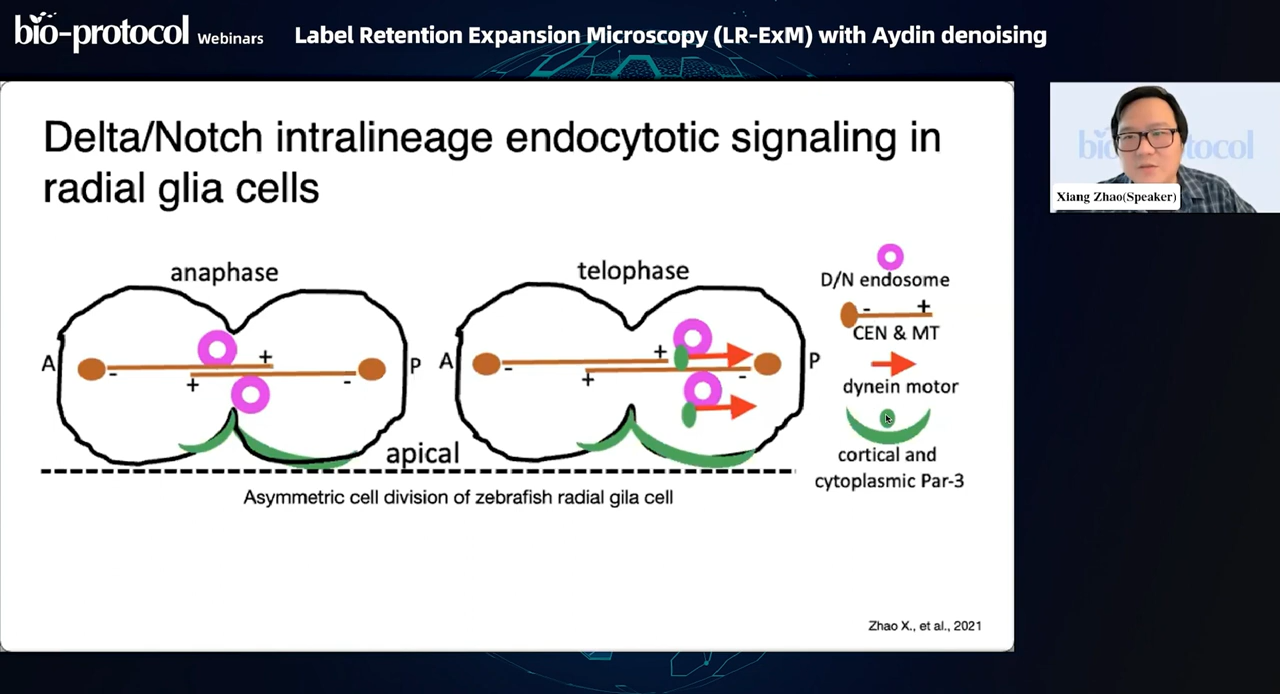 bio-protocol Webinars
Label Retention Expansion Microscopy (LR-ExM) with Aydin denoising
Delta/Notch intralineage endocytotic signaling in
radial glia cells
anaphase
telophase
A
P
A
P
+
-
+
-
+
-
+
-
apical
Asymmetric cell division of zebrafish radial gila cell
D/N endosome
- +
CEN & MT
dynein motor
cortical and
cytoplasmic Par-3
Zhao X., et al., 2021
Xiang Zhao(Speaker)